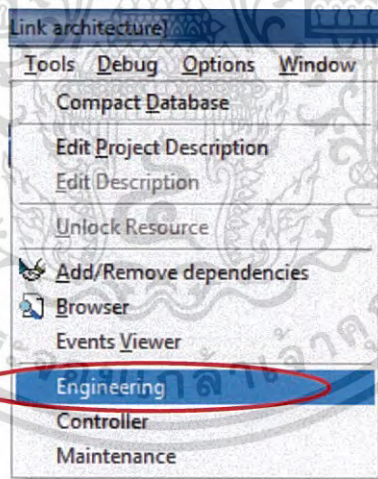 Link architecture]
Tools Debug Options Window
Compact Database
Edit Project Description
Edit Description
Unlock Resource
Add/Remove dependencies
Browser
Events Viewer
Engineering
Controller
Maintenance